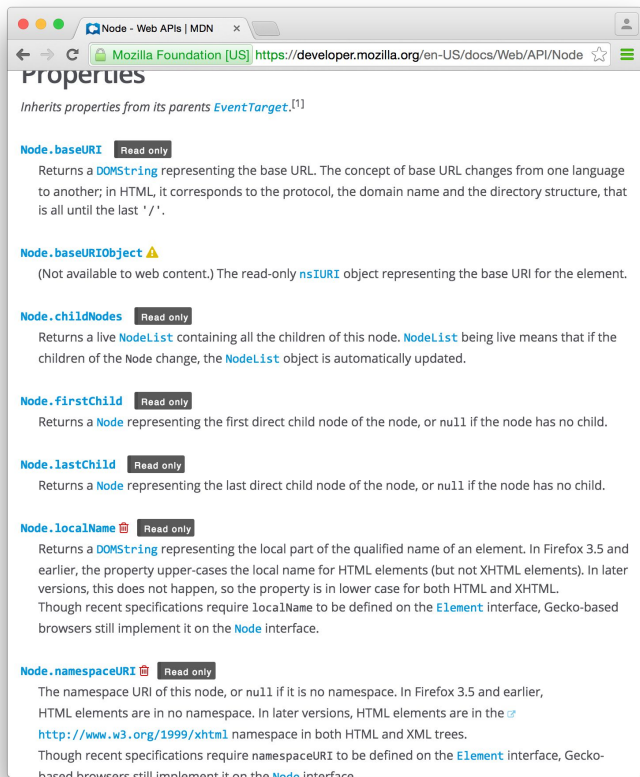 Node - Web APIs | MDN ×
Mozilla Foundation [US] https://developer.mozilla.org/en-US/docs/Web/API/Node
Properties
Inherits properties from its parents EventTarget.[1]
Node.baseURI Read only
Returns a DOMString representing the base URL. The concept of base URL changes from one language
to another; in HTML, it corresponds to the protocol, the domain name and the directory structure, that
is all until the last '/'.
Node.baseURIObject
(Not available to web content.) The read-only nsIURI object representing the base URI for the element.
Node.childNodes Read only
Returns a live NodeList containing all the children of this node. NodeList being live means that if the
children of the Node change, the NodeList object is automatically updated.
Node.firstChild Read only
Returns a Node representing the first direct child node of the node, or null if the node has no child.
Node.lastChild Read only
Returns a Node representing the last direct child node of the node, or null if the node has no child.
Node.localName Read only
Returns a DOMString representing the local part of the qualified name of an element. In Firefox 3.5 and
earlier, the property upper-cases the local name for HTML elements (but not XHTML elements). In later
versions, this does not happen, so the property is in lower case for both HTML and XHTML.
Though recent specifications require localName to be defined on the Element interface, Gecko-based
browsers still implement it on the Node interface.
Node.namespaceURI Read only
The namespace URI of this node, or null if it is no namespace. In Firefox 3.5 and earlier,
HTML elements are in no namespace. In later versions, HTML elements are in the
http://www.w3.org/1999/xhtml namespace in both HTML and XML trees.
Though recent specifications require namespaceURI to be defined on the Element interface, Gecko-
based browsers still implement it on the Node interface.